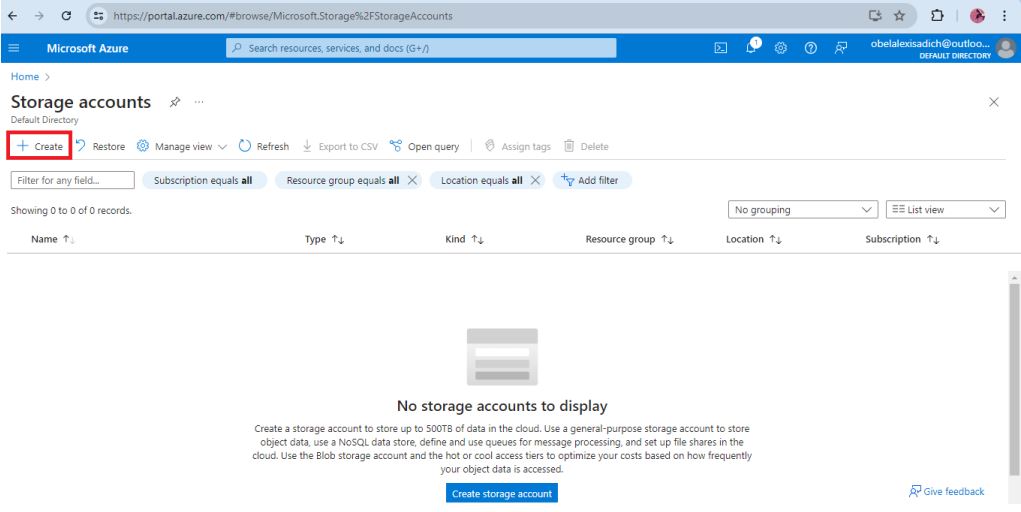 https://portal.azure.com/#browse/Microsoft.Storage%2FStorageAccounts
Microsoft Azure
Search resources, services, and docs (G+/)
1
obelalexisadich@outloo...
DEFAULT DIRECTORY
Home >
Storage accounts
...
Default Directory
+ Create
Restore
Manage view
Refresh
Export to CSV
Open query
Assign tags
Delete
Filter for any field...
Subscription equals all
Resource group equals all
Location equals all
Add filter
Showing 0 to 0 of 0 records.
No grouping
List view
Name
Type
Kind
Resource group
Location
Subscription
No storage accounts to display
Create a storage account to store up to 500TB of data in the cloud. Use a general-purpose storage account to store
object data, use a NoSQL data store, define and use queues for message processing, and set up file shares in the
cloud. Use the Blob storage account and the hot or cool access tiers to optimize your costs based on how frequently
your object data is accessed.
Create storage account
Give feedback